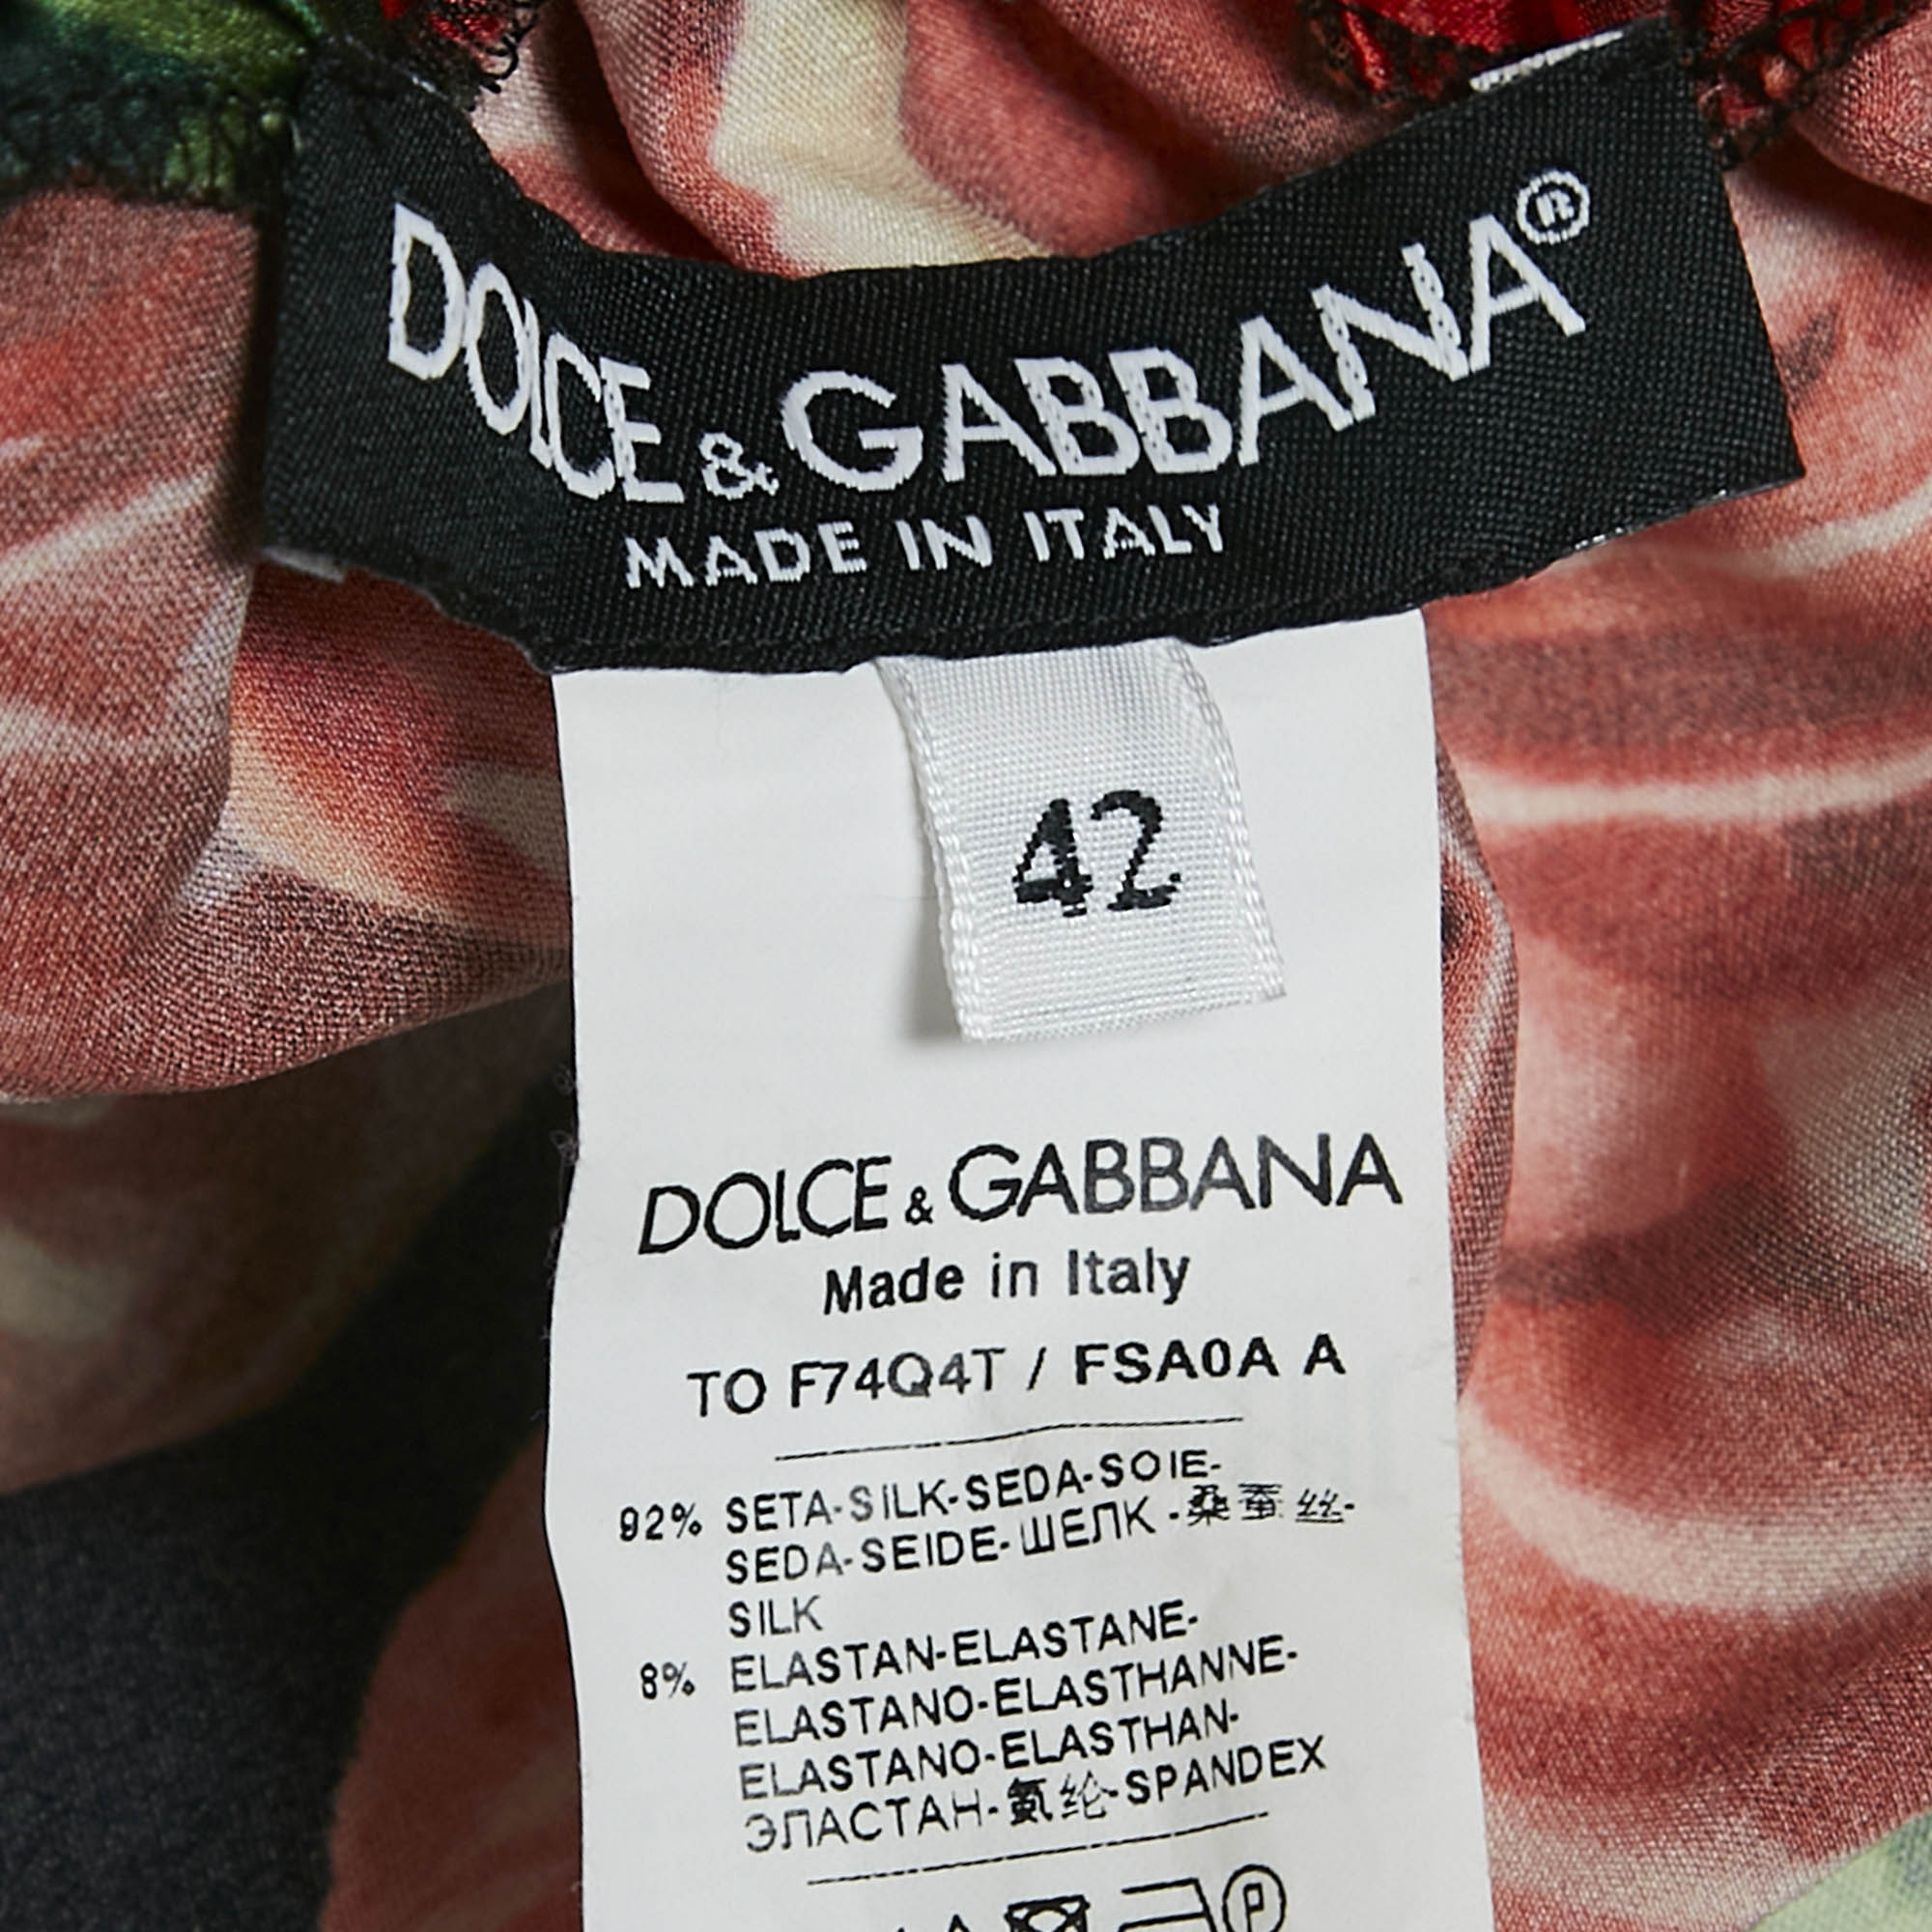 DOLCE & GABBANA®
MADE IN ITALY
42
DOLCE & GABBANA
Made in Italy
TO F74Q4T / FSA0A A
92% SETA-SILK-SEDA-SOIE-
SEDA-SEIDE-ШЕЛК-桑蚕丝-
SILK
8% ELASTAN-ELASTANE-
ELASTANO-ELASTHANNE-
ELASTANO-ELASTHAN-
ЭЛАСТАН-氨纶-SPANDEX
P